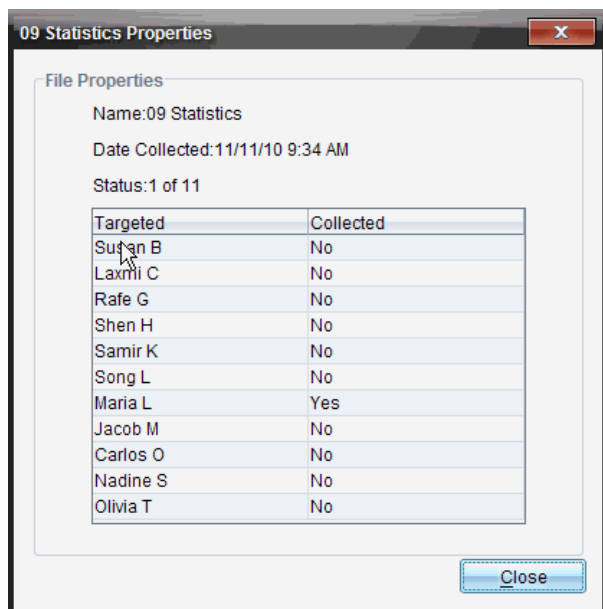 09 Statistics Properties
File Properties
Name:09 Statistics
Date Collected:11/11/10 9:34 AM
Status:1 of 11
Targeted Collected
Susan B No
Laxmi C No
Rafe G No
Shen H No
Samir K No
Song L No
Maria L Yes
Jacob M No
Carlos O No
Nadine S No
Olivia T No
Close